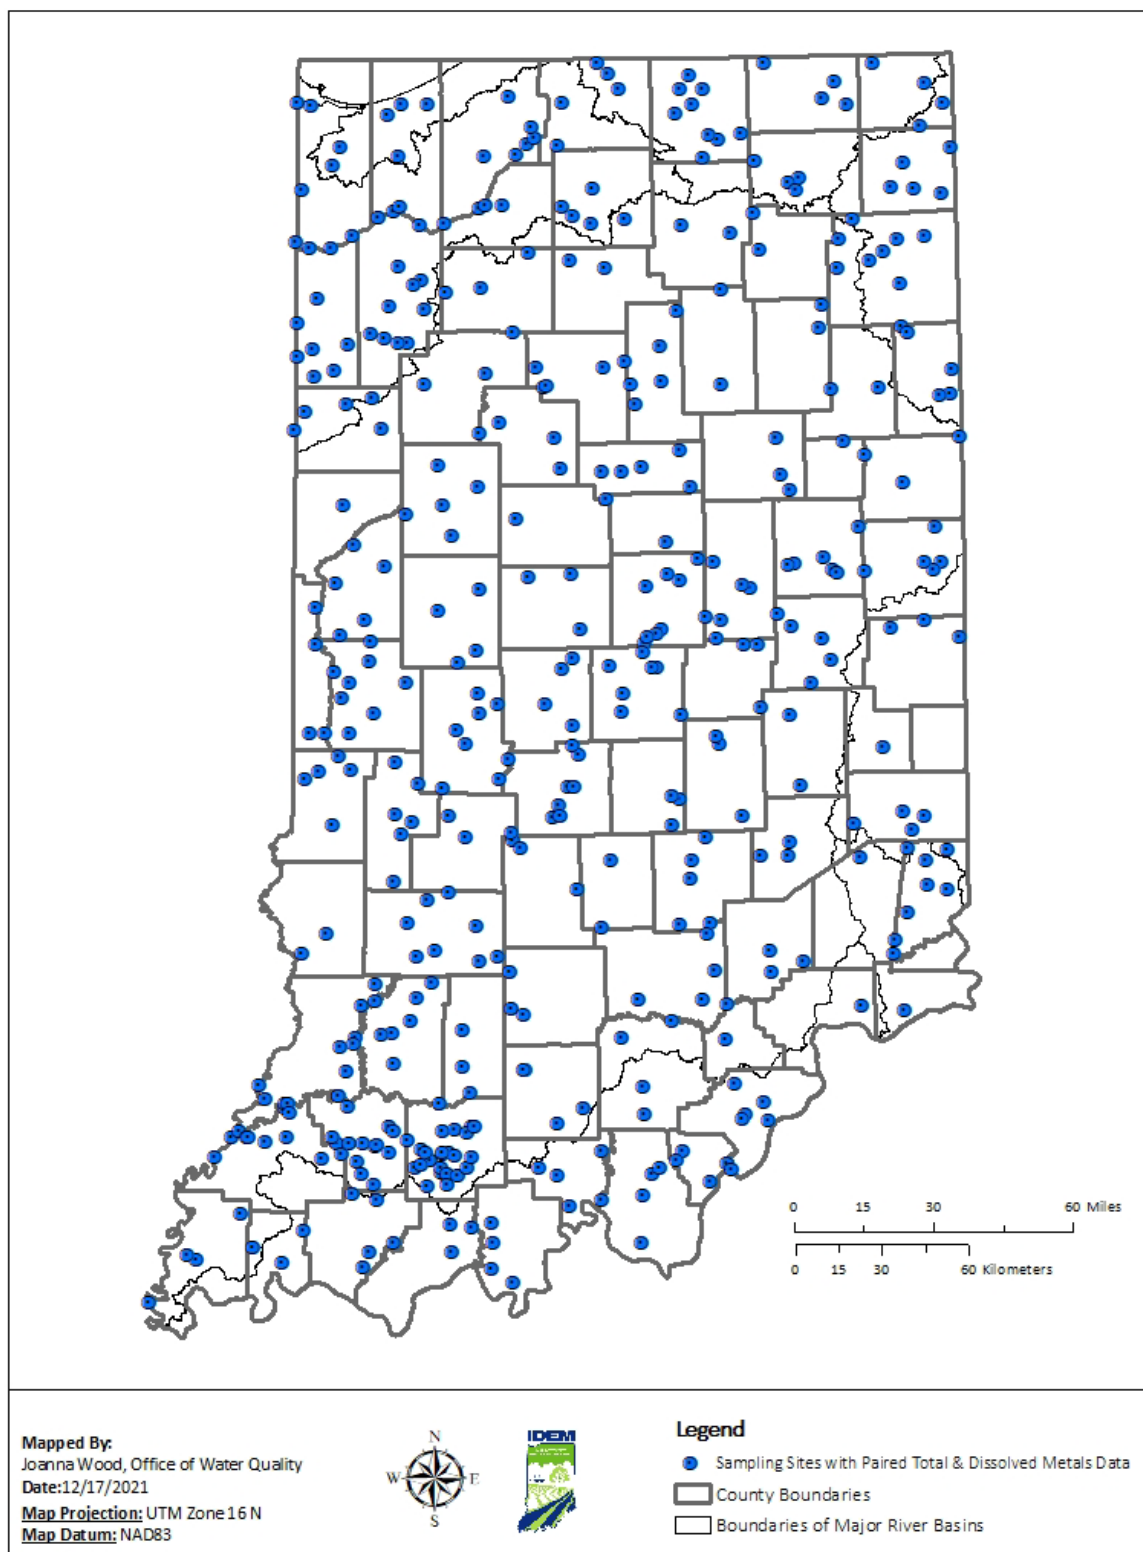 0 15 30 60 Miles
0 15 30 60 Kilometers
Mapped By:
Joanna Wood, Office of Water Quality
Date:12/17/2021
Map Projection: UTM Zone 16 N
Map Datum: NAD83
N
W E
S
IDEM
Legend
Sampling Sites with Paired Total & Dissolved Metals Data
County Boundaries
Boundaries of Major River Basins